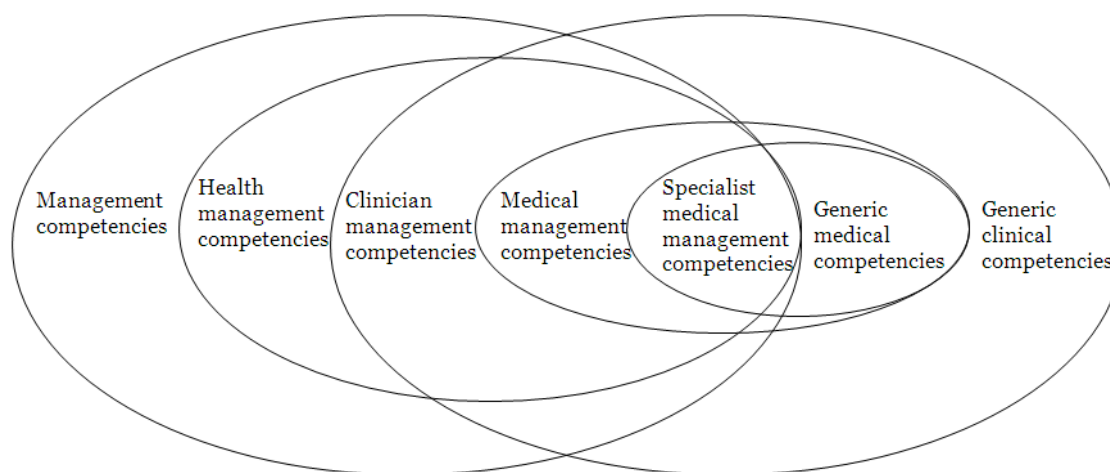 Management
competencies
Health
management
competencies
Clinician
management
competencies
Medical
management
competencies
Specialist
medical
management
competencies
Generic
medical
competencies
Generic
clinical
competencies